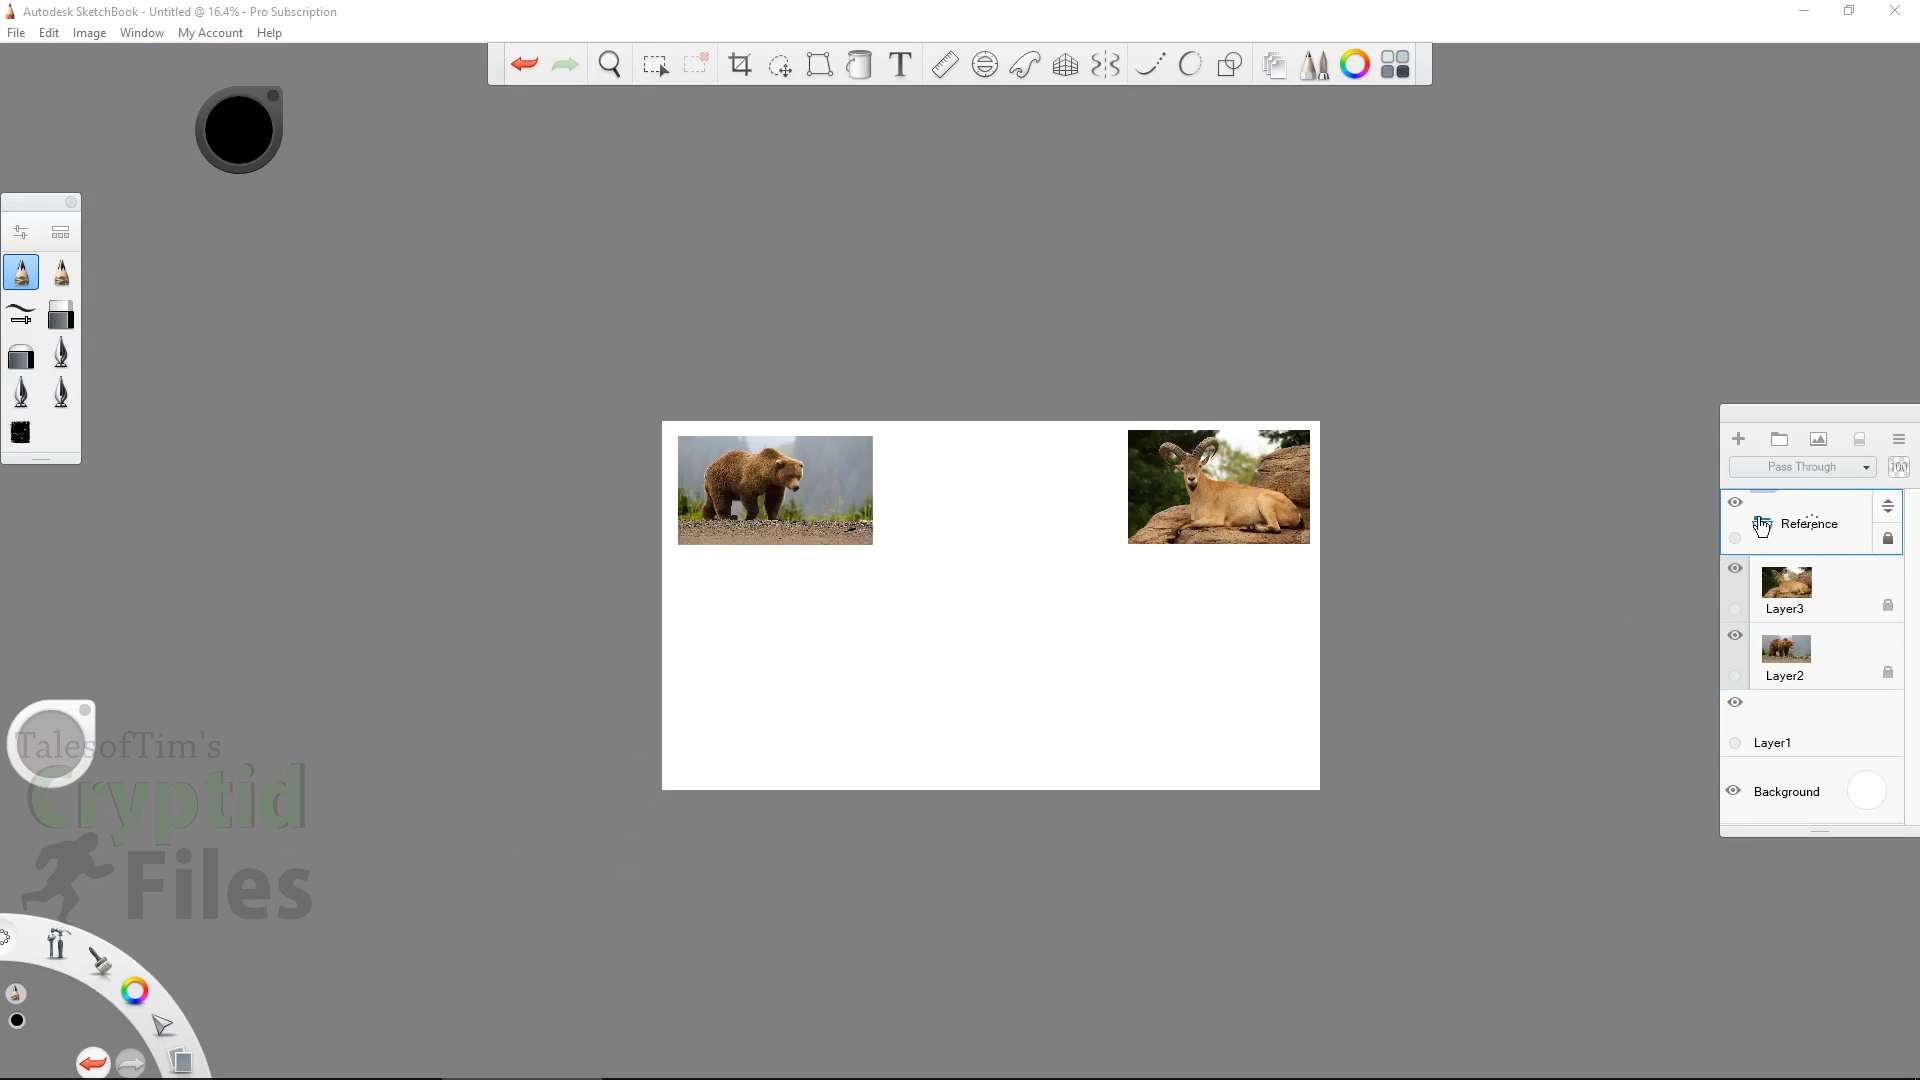 Autodesk SketchBook - Untitled @ 16.4% - Pro Subscription
File Edit Image Window My Account Help
T
Pass Through 100
Reference
Layer3
Layer2
Layer1
Background
TalesofTim's
Cryptid
Files